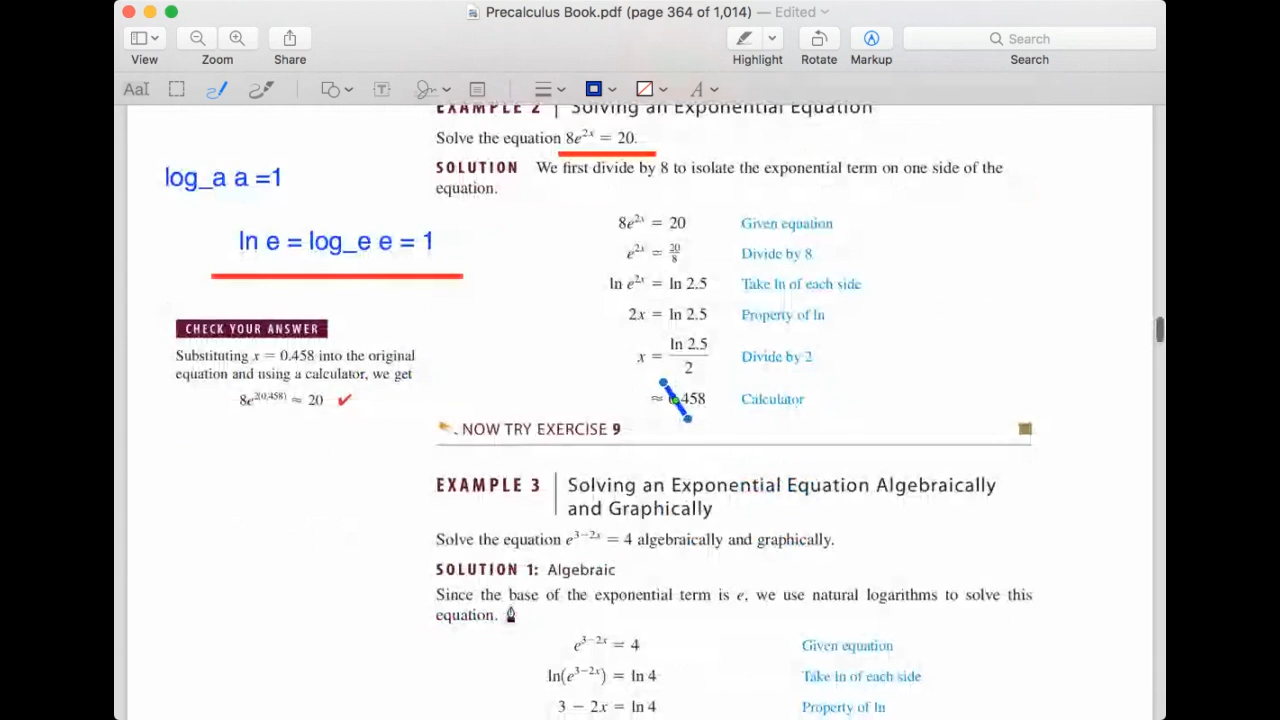 Precalculus Book.pdf (page 364 of 1,014) — Edited
View
Zoom
Share
Highlight
Rotate
Markup
Search
Search
AaI
T
A
EXAMPLE 2 | Solving an Exponential Equation
Solve the equation 8e^{2x} = 20.
SOLUTION We first divide by 8 to isolate the exponential term on one side of the
equation.
8e^{2x} = 20 Given equation
e^{2x} = 20/8 Divide by 8
ln e^{2x} = ln 2.5 Take ln of each side
2x = ln 2.5 Property of ln
x = ln 2.5 / 2 Divide by 2
≈ 0.458 Calculator
log_a a =1
ln e = log_e e = 1
CHECK YOUR ANSWER
Substituting x = 0.458 into the original
equation and using a calculator, we get
8e^{2(0.458)} ≈ 20 ✓
NOW TRY EXERCISE 9
EXAMPLE 3 | Solving an Exponential Equation Algebraically
and Graphically
Solve the equation e^{3−2x} = 4 algebraically and graphically.
SOLUTION 1: Algebraic
Since the base of the exponential term is e, we use natural logarithms to solve this
equation.
e^{3−2x} = 4 Given equation
ln(e^{3−2x}) = ln 4 Take ln of each side
3 − 2x = ln 4 Property of ln